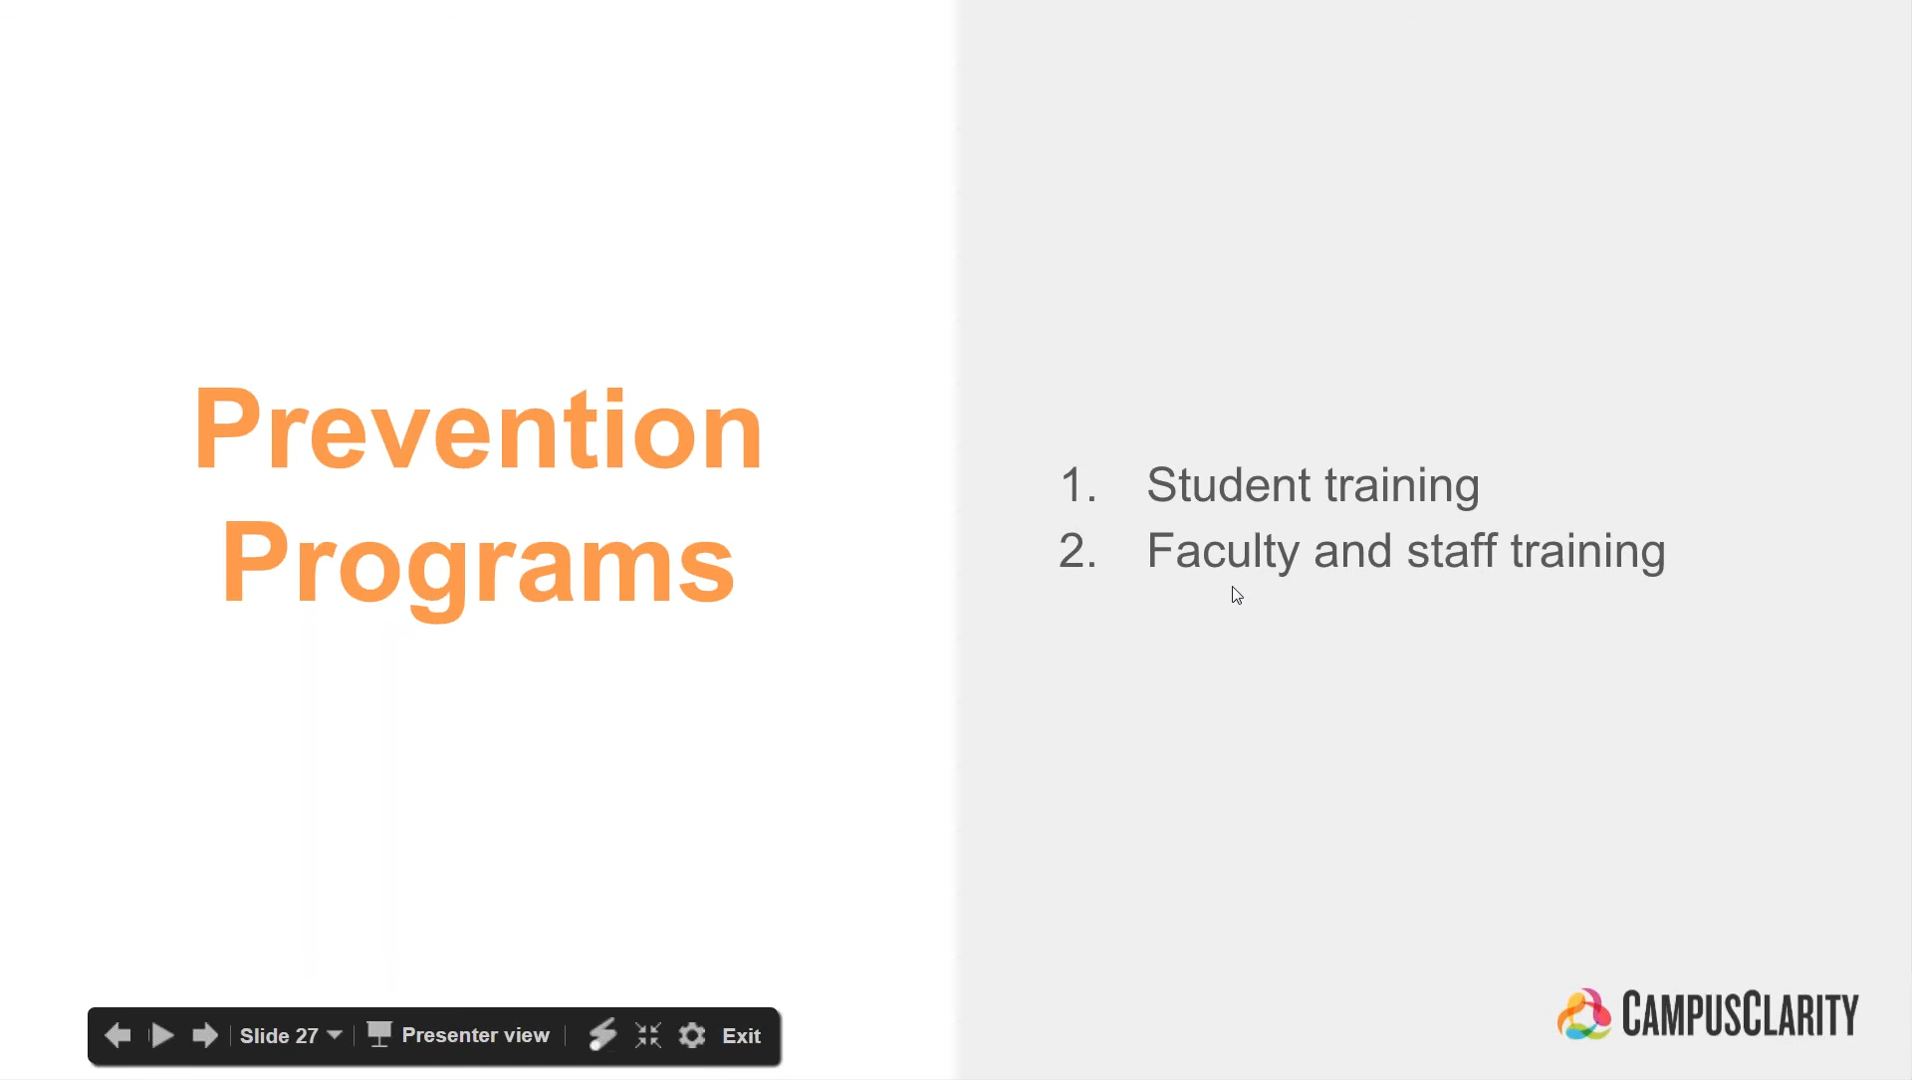 Prevention
Programs
1. Student training
2. Faculty and staff training
CAMPUSCLARITY
Slide 27
Presenter view
Exit